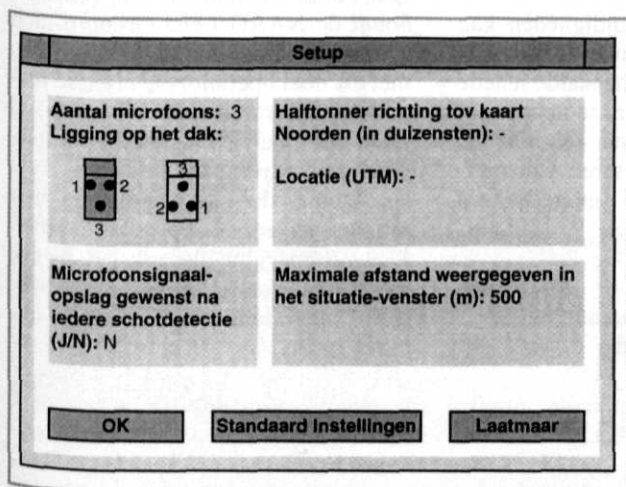 Setup
Aantal microfoons: 3
Ligging op het dak:
1 2
3
3
2 1
Halftonner richting tov kaart
Noorden (in duizensten): -
Locatie (UTM): -
Microfoonsignaal-
opslag gewenst na
iedere schotdetectie
(J/N): N
Maximale afstand weergegeven in
het situatie-venster (m): 500
OK
Standaard Instellingen
Laatmaar